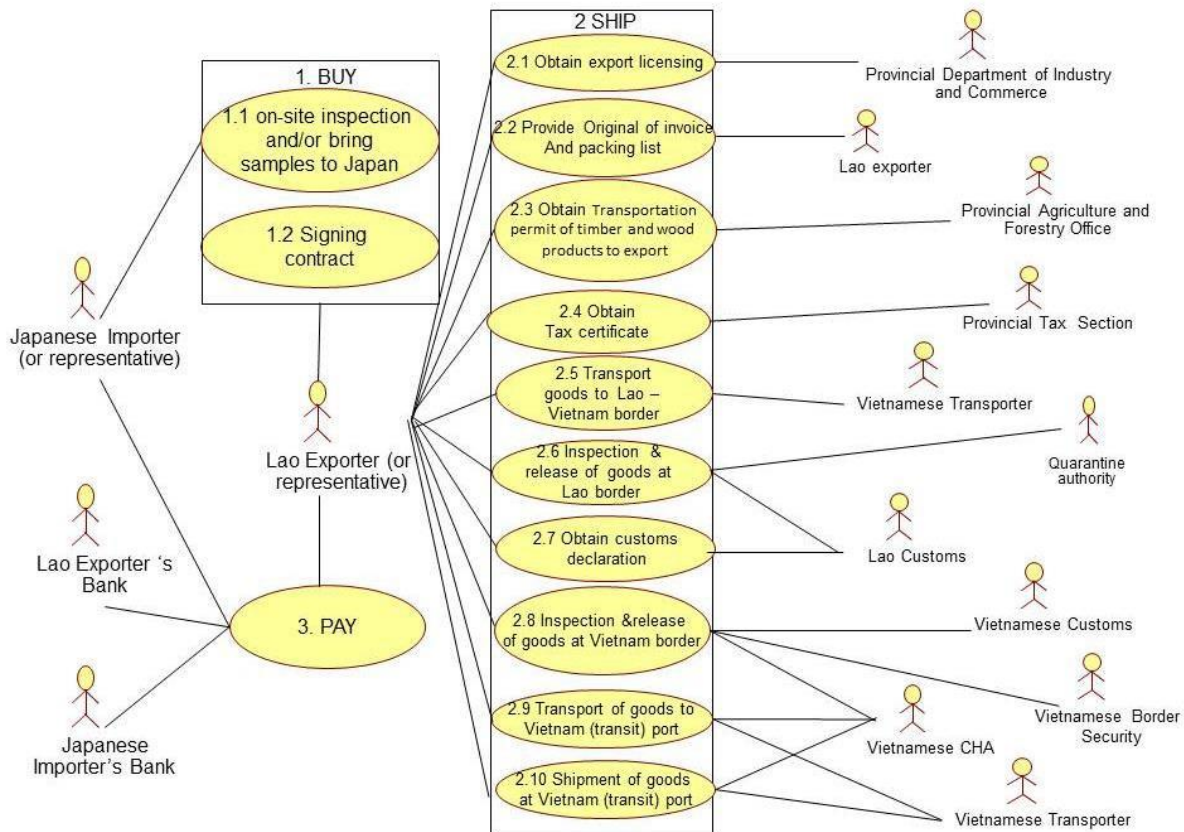 1. BUY
1.1 on-site inspection
and/or bring
samples to Japan
1.2 Signing
contract
Japanese Importer
(or representative)
Lao Exporter (or
representative)
Lao Exporter ‘s
Bank
3. PAY
Japanese
Importer’s Bank
2 SHIP
2.1 Obtain export licensing
2.2 Provide Original of invoice
And packing list
2.3 Obtain Transportation
permit of timber and wood
products to export
2.4 Obtain
Tax certificate
2.5 Transport
goods to Lao –
Vietnam border
2.6 Inspection &
release of goods at
Lao border
2.7 Obtain customs
declaration
2.8 Inspection &release
of goods at Vietnam border
2.9 Transport of goods to
Vietnam (transit) port
2.10 Shipment of goods
at Vietnam (transit) port
Provincial Department of Industry
and Commerce
Lao exporter
Provincial Agriculture and
Forestry Office
Provincial Tax Section
Vietnamese Transporter
Quarantine
authority
Lao Customs
Vietnamese Customs
Vietnamese Border
Security
Vietnamese CHA
Vietnamese Transporter